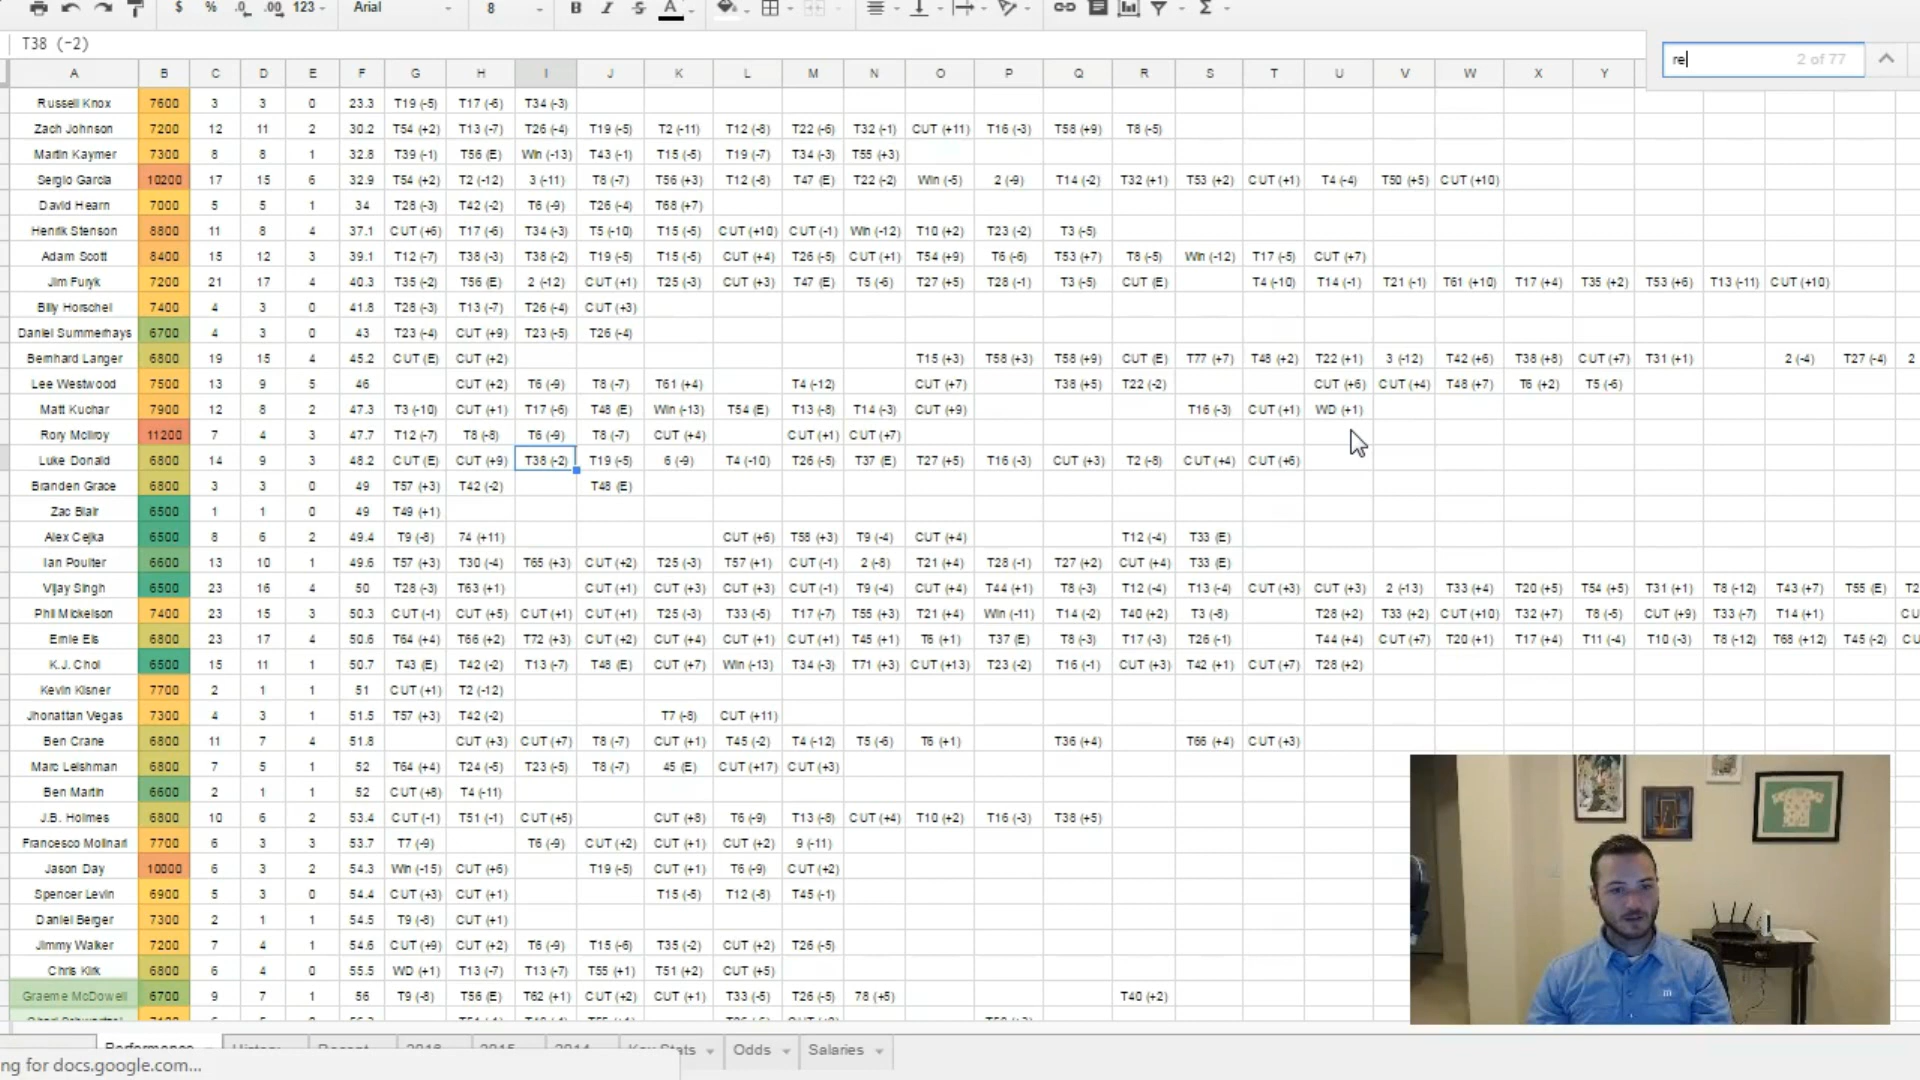 $ % .0 .00 123 Arial 8 B I S A Σ
T38 (-2)
re 2 of 77
A B C D E F G H I J K L M N O P Q R S T U V W X Y
Russell Knox 7600 3 3 0 23.3 T19 (-5) T17 (-6) T34 (-3)
Zach Johnson 7200 12 11 2 30.2 T54 (+2) T13 (-7) T26 (-4) T19 (-5) T2 (-11) T12 (-8) T22 (-6) T32 (-1) CUT (+11) T16 (-3) T58 (+9) T8 (-5)
Martin Kaymer 7300 8 8 1 32.8 T39 (-1) T56 (E) Win (-13) T43 (-1) T15 (-5) T19 (-7) T34 (-3) T55 (+3)
Sergio Garcia 10200 17 15 6 32.9 T54 (+2) T2 (-12) 3 (-11) T8 (-7) T56 (+3) T12 (-8) T47 (E) T22 (-2) Win (-5) 2 (-9) T14 (-2) T32 (+1) T53 (+2) CUT (+1) T4 (-4) T50 (+5) CUT (+10)
David Hearn 7000 5 5 1 34 T28 (-3) T42 (-2) T6 (-9) T26 (-4) T68 (+7)
Henrik Stenson 8800 11 8 4 37.1 CUT (+6) T17 (-6) T34 (-3) T5 (-10) T15 (-5) CUT (+10) CUT (-1) Win (-12) T10 (+2) T23 (-2) T3 (-5)
Adam Scott 8400 15 12 3 39.1 T12 (-7) T38 (-3) T38 (-2) T19 (-5) T15 (-5) CUT (+4) T26 (-5) CUT (+1) T54 (+9) T6 (-6) T53 (+7) T8 (-5) Win (-12) T17 (-5) CUT (+7)
Jim Furyk 7200 21 17 4 40.3 T35 (-2) T56 (E) 2 (-12) CUT (+1) T25 (-3) CUT (+3) T47 (E) T5 (-6) T27 (+5) T28 (-1) T3 (-5) CUT (E) T4 (-10) T14 (-1) T21 (-1) T61 (+10) T17 (+4) T35 (+2) T53 (+6) T13 (-11) CUT (+10)
Billy Horschel 7400 4 3 0 41.8 T28 (-3) T13 (-7) T26 (-4) CUT (+3)
Daniel Summerhays 6700 4 3 0 43 T23 (-4) CUT (+9) T23 (-5) T26 (-4)
Bernhard Langer 6800 19 15 4 45.2 CUT (E) CUT (+2) T15 (+3) T58 (+3) T58 (+9) CUT (E) T77 (+7) T48 (+2) T22 (+1) 3 (-12) T42 (+6) T38 (+8) CUT (+7) T31 (+1) 2 (-4) T27 (-4) 2
Lee Westwood 7500 13 9 5 46 CUT (+2) T6 (-9) T8 (-7) T61 (+4) T4 (-12) CUT (+7) T38 (+5) T22 (-2) CUT (+6) CUT (+4) T48 (+7) T6 (+2) T5 (-6)
Matt Kuchar 7900 12 8 2 47.3 T3 (-10) CUT (+1) T17 (-6) T48 (E) Win (-13) T54 (E) T13 (-8) T14 (-3) CUT (+9) T16 (-3) CUT (+1) WD (+1)
Rory McIlroy 11200 7 4 3 47.7 T12 (-7) T8 (-8) T6 (-9) T8 (-7) CUT (+4) CUT (+1) CUT (+7)
Luke Donald 6800 14 9 3 48.2 CUT (E) CUT (+9) T38 (-2) T19 (-5) 6 (-9) T4 (-10) T26 (-5) T37 (E) T27 (+5) T16 (-3) CUT (+3) T2 (-8) CUT (+4) CUT (+6)
Branden Grace 6800 3 3 0 49 T57 (+3) T42 (-2) T48 (E)
Zac Blair 6500 1 1 0 49 T49 (+1)
Alex Cejka 6500 8 6 2 49.4 T9 (-8) 74 (+11) CUT (+6) T58 (+3) T9 (-4) CUT (+4) T12 (-4) T33 (E)
Ian Poulter 6600 13 10 1 49.6 T57 (+3) T30 (-4) T65 (+3) CUT (+2) T25 (-3) T57 (+1) CUT (-1) 2 (-8) T21 (+4) T28 (-1) T27 (+2) CUT (+4) T33 (E)
Vijay Singh 6500 23 16 4 50 T28 (-3) T63 (+1) CUT (+1) CUT (+3) CUT (+3) CUT (-1) T9 (-4) CUT (+4) T44 (+1) T8 (-3) T12 (-4) T13 (-4) CUT (+3) CUT (+3) 2 (-13) T33 (+4) T20 (+5) T54 (+5) T31 (+1) T8 (-12) T43 (+7) T55 (E) T2
Phil Mickelson 7400 23 15 3 50.3 CUT (-1) CUT (+5) CUT (+1) CUT (+1) T25 (-3) T33 (-5) T17 (-7) T55 (+3) T21 (+4) Win (-11) T14 (-2) T40 (+2) T3 (-8) T28 (+2) T33 (+2) CUT (+10) T32 (+7) T8 (-5) CUT (+9) T33 (-7) T14 (+1) CU
Ernie Els 6800 23 17 4 50.6 T64 (+4) T66 (+2) T72 (+3) CUT (+2) CUT (+4) CUT (+1) CUT (+1) T45 (+1) T6 (+1) T37 (E) T8 (-3) T17 (-3) T26 (-1) T44 (+4) CUT (+7) T20 (+1) T17 (+4) T11 (-4) T10 (-3) T8 (-12) T68 (+12) T45 (-2) CU
K.J. Choi 6500 15 11 1 50.7 T43 (E) T42 (-2) T13 (-7) T48 (E) CUT (+7) Win (-13) T34 (-3) T71 (+3) CUT (+13) T23 (-2) T16 (-1) CUT (+3) T42 (+1) CUT (+7) T28 (+2)
Kevin Kisner 7700 2 1 1 51 CUT (+1) T2 (-12)
Jhonattan Vegas 7300 4 3 1 51.5 T57 (+3) T42 (-2) T7 (-8) CUT (+11)
Ben Crane 6800 11 7 4 51.8 CUT (+3) CUT (+7) T8 (-7) CUT (+1) T45 (-2) T4 (-12) T5 (-6) T6 (+1) T36 (+4) T66 (+4) CUT (+3)
Marc Leishman 6800 7 5 1 52 T64 (+4) T24 (-5) T23 (-5) T8 (-7) 45 (E) CUT (+17) CUT (+3)
Ben Martin 6600 2 1 1 52 CUT (+8) T4 (-11)
J.B. Holmes 6800 10 6 2 53.4 CUT (-1) T51 (-1) CUT (+5) CUT (+8) T6 (-9) T13 (-8) CUT (+4) T10 (+2) T16 (-3) T38 (+5)
Francesco Molinari 7700 6 3 3 53.7 T7 (-9) T6 (-9) CUT (+2) CUT (+1) CUT (+2) 9 (-11)
Jason Day 10000 6 3 2 54.3 Win (-15) CUT (+6) T19 (-5) CUT (+1) T6 (-9) CUT (+2)
Spencer Levin 6900 5 3 0 54.4 CUT (+3) CUT (+1) T15 (-5) T12 (-8) T45 (-1)
Daniel Berger 7300 2 1 1 54.5 T9 (-8) CUT (+1)
Jimmy Walker 7200 7 4 1 54.6 CUT (+9) CUT (+2) T6 (-9) T15 (-6) T35 (-2) CUT (+2) T26 (-5)
Chris Kirk 6800 6 4 0 55.5 WD (+1) T13 (-7) T13 (-7) T55 (+1) T51 (+2) CUT (+5)
Graeme McDowell 6700 9 7 1 56 T9 (-8) T56 (E) T62 (+1) CUT (+2) CUT (+1) T33 (-5) T26 (-5) 78 (+5) T40 (+2)
Performance History Recent 2016 2015 2014 Key Stats Odds Salaries
ng for docs.google.com...